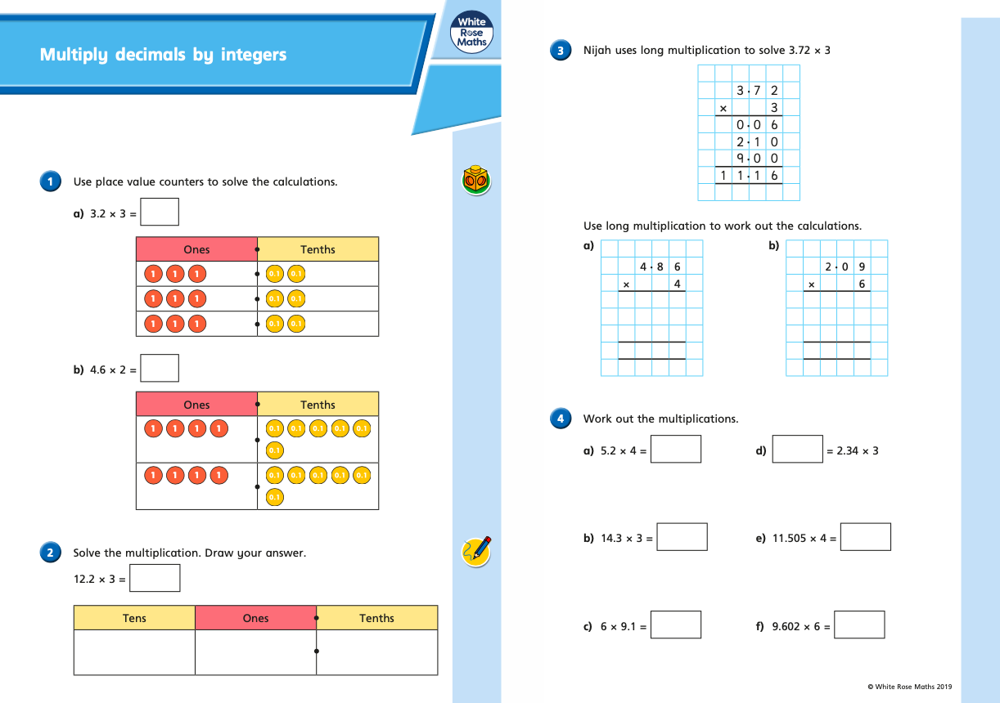 Multiply decimals by integers
White
Rose
Maths
1 Use place value counters to solve the calculations.
a) 3.2 × 3 =
Ones Tenths
1 1 1 0.1 0.1
1 1 1 0.1 0.1
1 1 1 0.1 0.1
b) 4.6 × 2 =
Ones Tenths
1 1 1 1 0.1 0.1 0.1 0.1 0.1
0.1
1 1 1 1 0.1 0.1 0.1 0.1 0.1
0.1
2 Solve the multiplication. Draw your answer.
12.2 × 3 =
Tens Ones Tenths
3 Nijah uses long multiplication to solve 3.72 × 3
3·7 2
× 3
0·0 6
2·1 0
9·0 0
1 1·1 6
Use long multiplication to work out the calculations.
a) b)
4·8 6 2·0 9
× 4 × 6
4 Work out the multiplications.
a) 5.2 × 4 = d) = 2.34 × 3
b) 14.3 × 3 = e) 11.505 × 4 =
c) 6 × 9.1 = f) 9.602 × 6 =
© White Rose Maths 2019